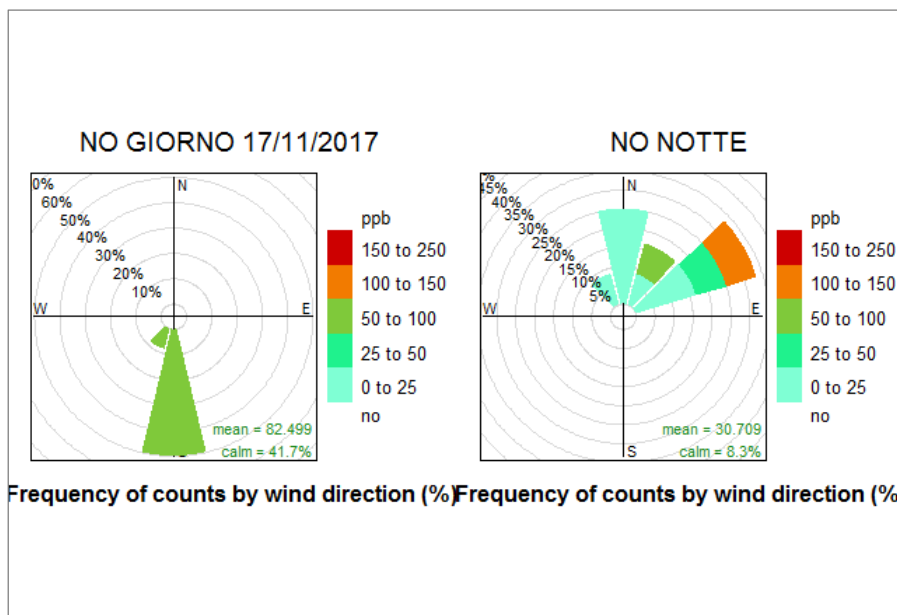 NO GIORNO 17/11/2017
0%
60%
50%
40%
30%
20%
10%
N
W
E
mean = 82.499
calm = 41.7%
ppb
150 to 250
100 to 150
50 to 100
25 to 50
0 to 25
no
Frequency of counts by wind direction (%)
NO NOTTE
%
45%
40%
35%
30%
25%
20%
15%
10%
5%
N
W
E
S
mean = 30.709
calm = 8.3%
ppb
150 to 250
100 to 150
50 to 100
25 to 50
0 to 25
no
Frequency of counts by wind direction (%